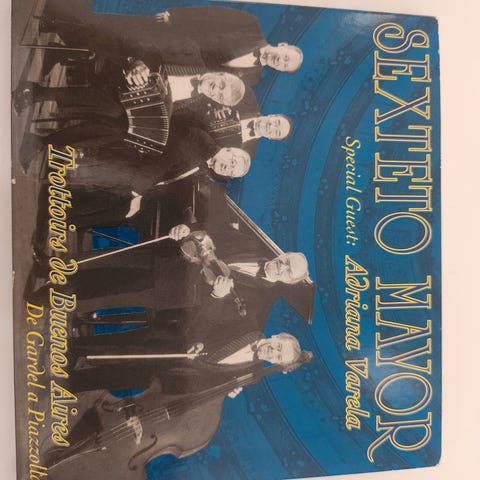 SEXTETO MAYOR
Special Guest: Adriana Varela
Trottoirs de Buenos Aires
De Gardel a Piazzolla